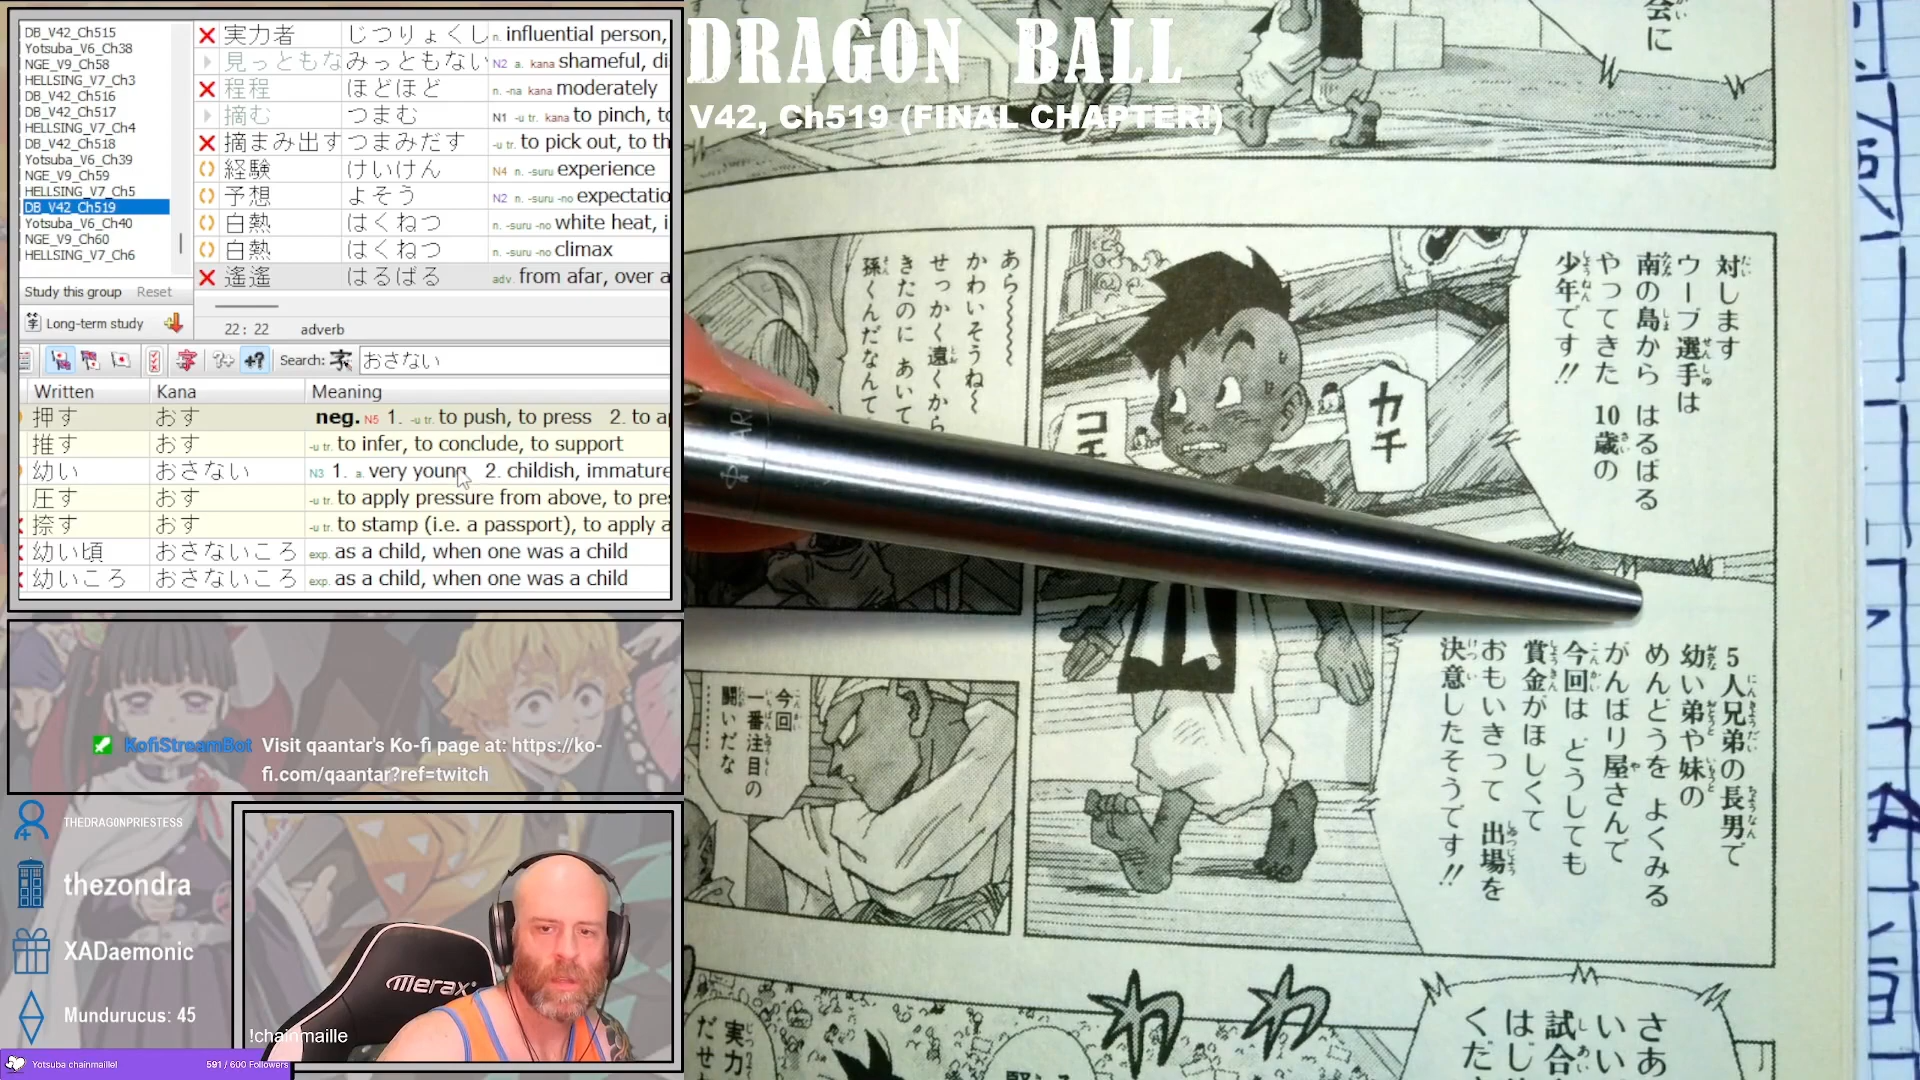 DB_V42_Ch515
Yotsuba_V6_Ch38
NGE_V9_Ch58
HELLSING_V7_Ch3
DB_V42_Ch516
DB_V42_Ch517
HELLSING_V7_Ch4
DB_V42_Ch518
Yotsuba_V6_Ch39
NGE_V9_Ch59
HELLSING_V7_Ch5
DB_V42_Ch519
Yotsuba_V6_Ch40
NGE_V9_Ch60
HELLSING_V7_Ch6
Study this group Reset
Long-term study
実力者 じつりょくし n. influential person,
見っともな みっともない N2 a. kana shameful, di
程程 ほどほど n. -na kana moderately
摘む つまむ N1 -u tr. kana to pinch, to
摘まみ出す つまみだす -u tr. to pick out, to th
経験 けいけん N4 n. -suru experience
予想 よそう N2 n. -suru -no expectatio
白熱 はくねつ n. -suru -no white heat, i
白熱 はくねつ n. -suru -no climax
遙遙 はるばる adv. from afar, over a
22: 22 adverb
Search: 字 おさない
Written Kana Meaning
押す おす neg. N5 1. -u tr. to push, to press 2. to a
推す おす -u tr. to infer, to conclude, to support
幼い おさない N3 1. a. very young 2. childish, immature
圧す おす -u tr. to apply pressure from above, to pre
捺す おす -u tr. to stamp (i.e. a passport), to apply a
幼い頃 おさないころ exp. as a child, when one was a child
幼いころ おさないころ exp. as a child, when one was a child
KofiStreamBot Visit qaantar's Ko-fi page at: https://ko-
fi.com/qaantar?ref=twitch
THEDRAGONPRIESTESS
thezondra
XADaemonic
Mundurucus: 45
Yotsuba chainmaille!
591 / 600 Followers
!chainmaille
merax
DRAGON BALL
V42, Ch519 (FINAL CHAPTER!)
会に
対します
ウーブ選手は
南の島から はるばる
やってきた 10歳の
少年です!!
カチ
コチ
あら〜〜〜〜〜
かわいそうね〜
せっかく遠くから
きたのに あいて
孫くんだなんて
5人兄弟の長男で
幼い弟や妹の
めんどうを よくみる
がんばり屋さんで
今回は どうしても
賞金がほしくて
おもいきって 出場を
決意したそうです!!
今回
一番注目の
闘いだな
………
わ わ
さあ
いい
試合
はじ
くだ
実力
だせ